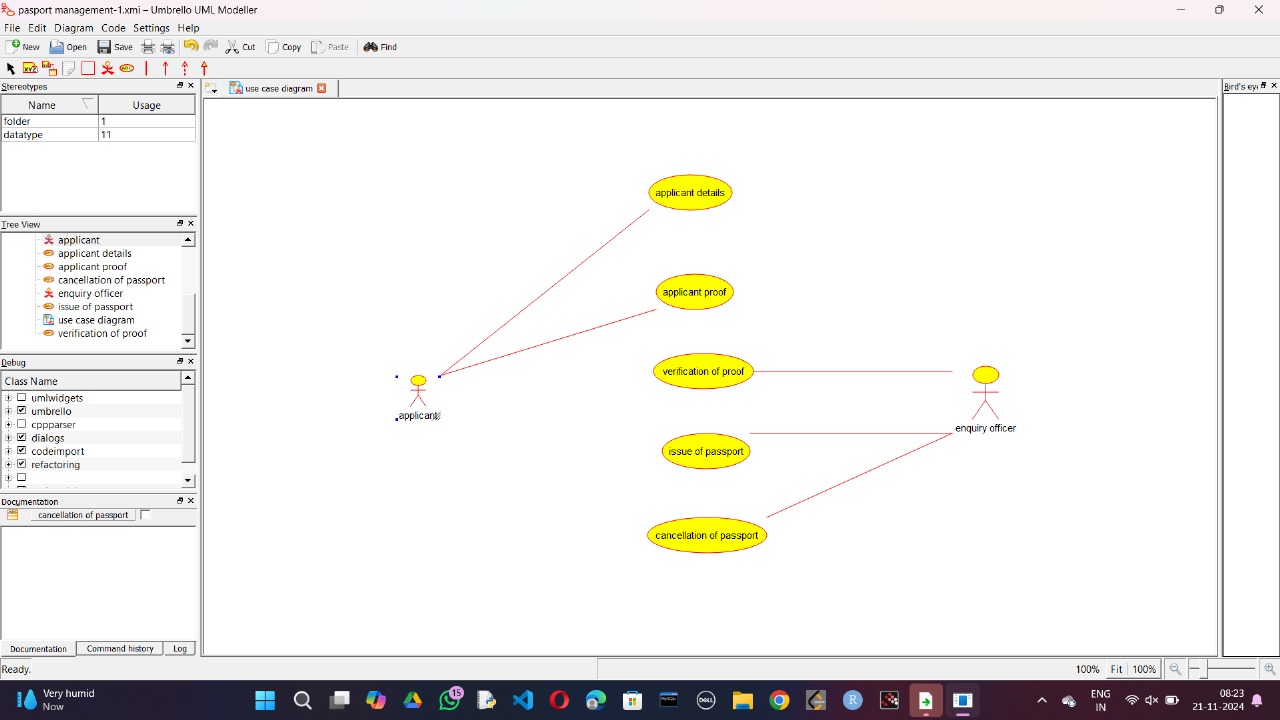 pasport management-1.xmi – Umbrello UML Modeller
File Edit Diagram Code Settings Help
New Open Save Cut Copy Paste Find
Stereotypes
Name Usage
folder 1
datatype 11
Tree View
applicant
applicant details
applicant proof
cancellation of passport
enquiry officer
issue of passport
use case diagram
verification of proof
Debug
Class Name
umlwidgets
umbrello
cppparser
dialogs
codeimport
refactoring
Documentation
cancellation of passport
Documentation Command history Log
use case diagram
applicant details
applicant proof
verification of proof
issue of passport
cancellation of passport
applicant
enquiry officer
Bird's eye
Ready.
100% Fit 100%
Very humid
Now
15
ENG
IN
08:23
21-11-2024